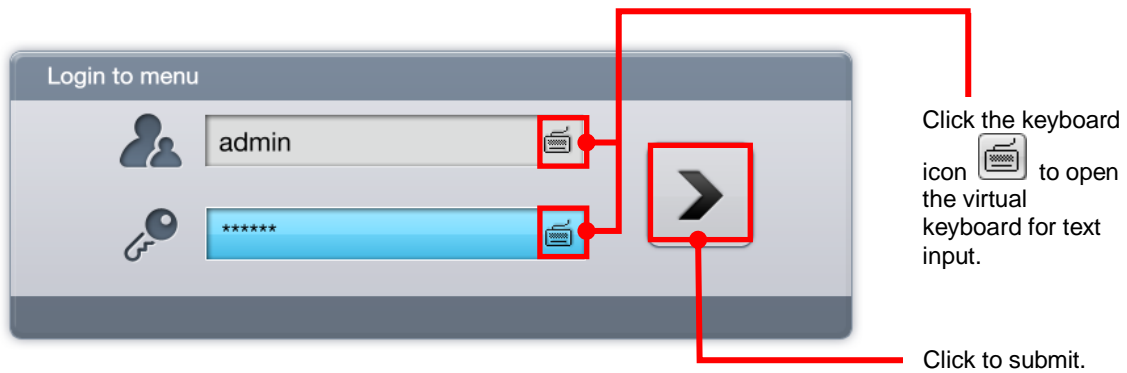 Login to menu
admin
******
Click the keyboard
icon to open
the virtual
keyboard for text
input.
Click to submit.